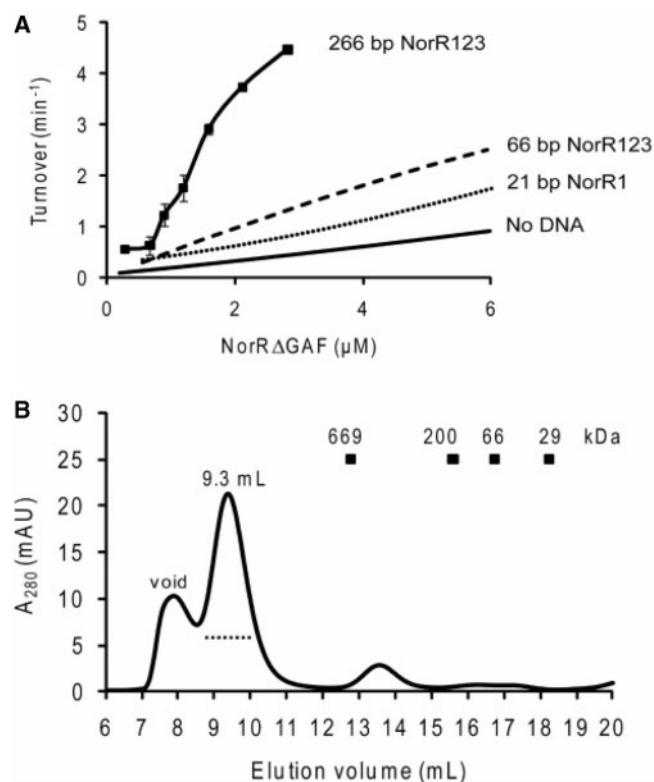 A
5
266 bp NorR123
4
3
66 bp NorR123
2
21 bp NorR1
1
No DNA
0
0 2 4 6
Turnover (min⁻¹)
NorRΔGAF (µM)
B
30
669 200 66 29 kDa
25
9.3 mL
20
15
void
10
5
0
6 7 8 9 10 11 12 13 14 15 16 17 18 19 20
A₂₈₀ (mAU)
Elution volume (mL)